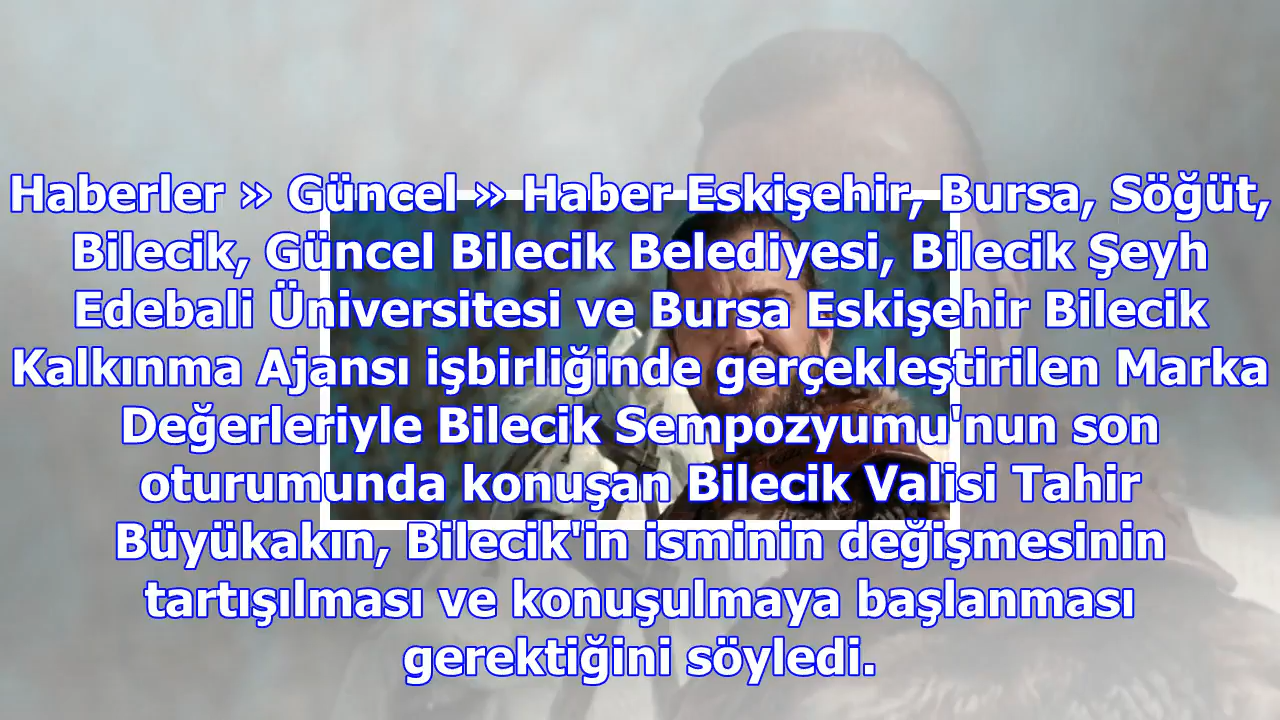 Haberler » Güncel » Haber Eskişehir, Bursa, Söğüt,
Bilecik, Güncel Bilecik Belediyesi, Bilecik Şeyh
Edebali Üniversitesi ve Bursa Eskişehir Bilecik
Kalkınma Ajansı işbirliğinde gerçekleştirilen Marka
Değerleriyle Bilecik Sempozyumu'nun son
oturumunda konuşan Bilecik Valisi Tahir
Büyükakın, Bilecik'in isminin değişmesinin
tartışılması ve konuşulmaya başlanması
gerektiğini söyledi.